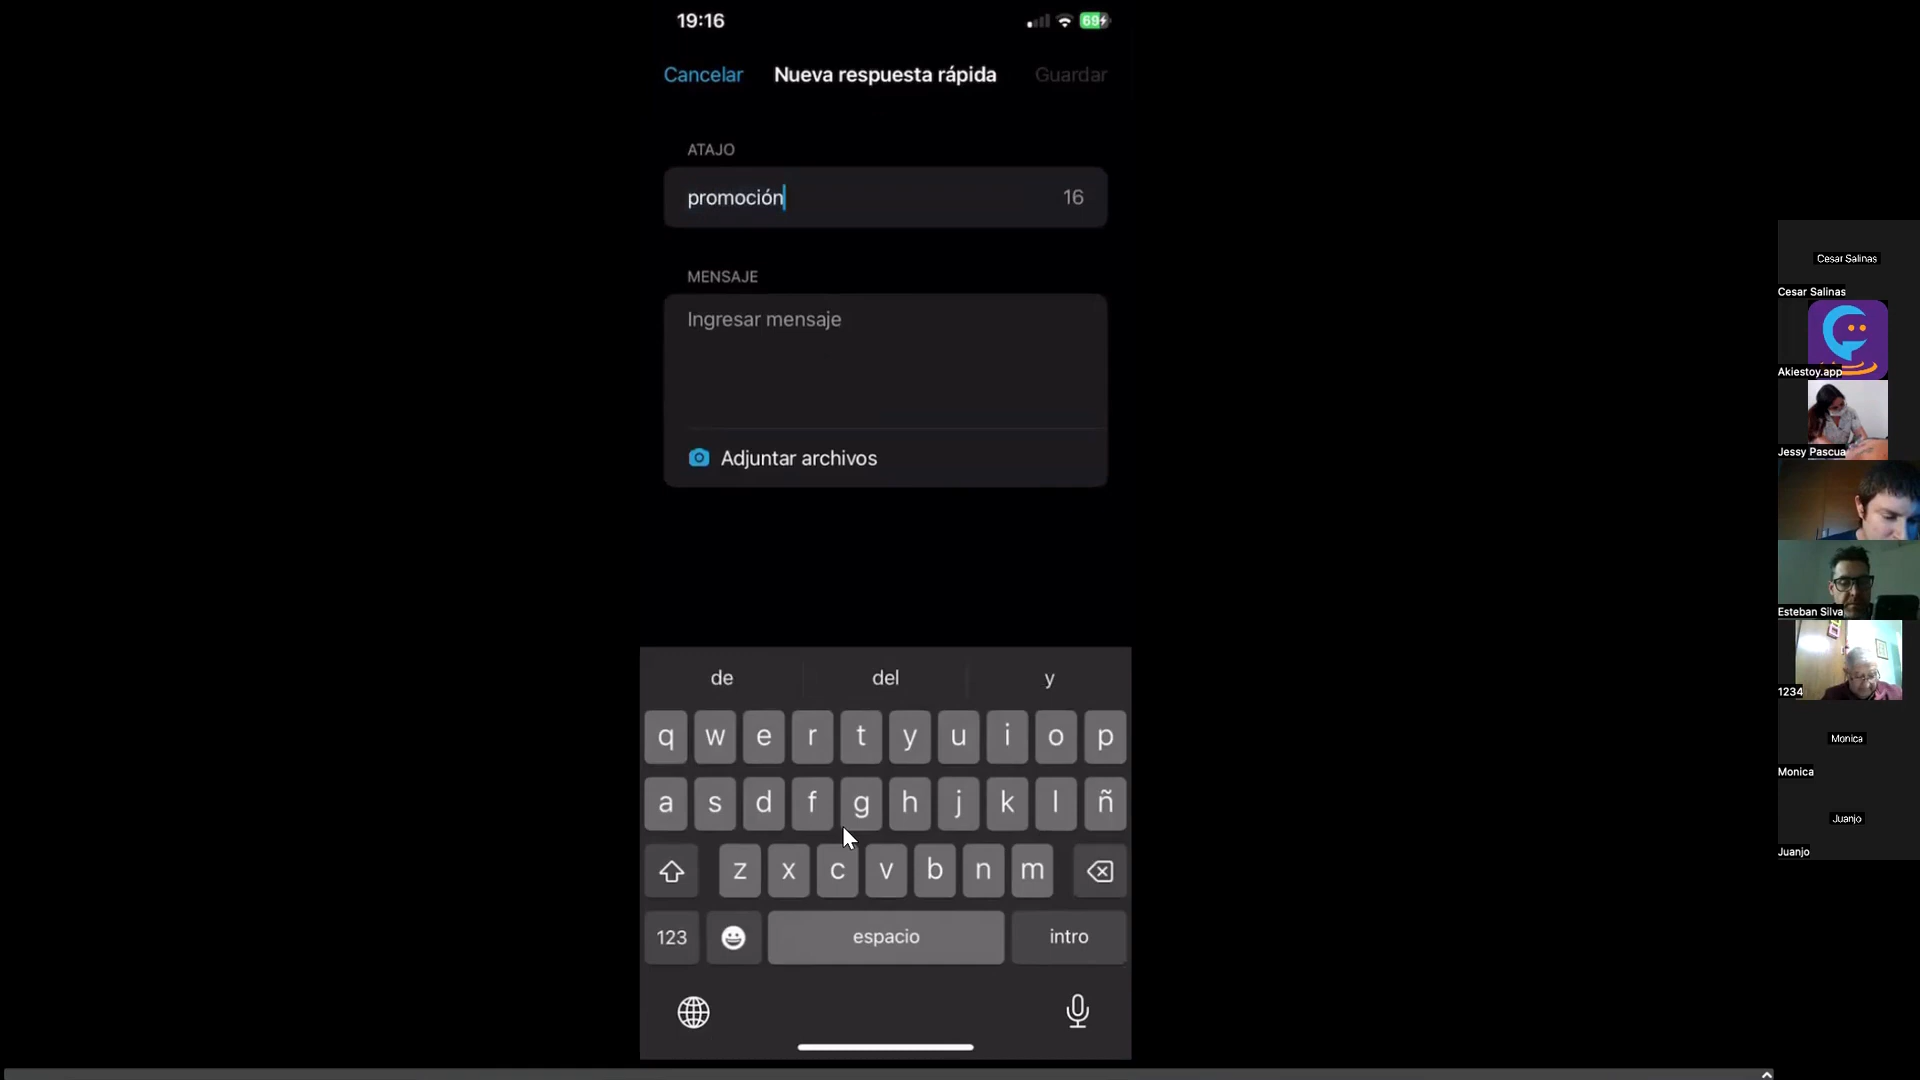 19:16
69
Cancelar Nueva respuesta rápida Guardar
ATAJO
promoción 16
MENSAJE
Ingresar mensaje
Adjuntar archivos
de del y
q w e r t y u i o p
a s d f g h j k l ñ
z x c v b n m
123 espacio intro
Cesar Salinas
Cesar Salinas
Akiestoy.app
Jessy Pascua
Esteban Silva
1234
Monica
Monica
Juanjo
Juanjo